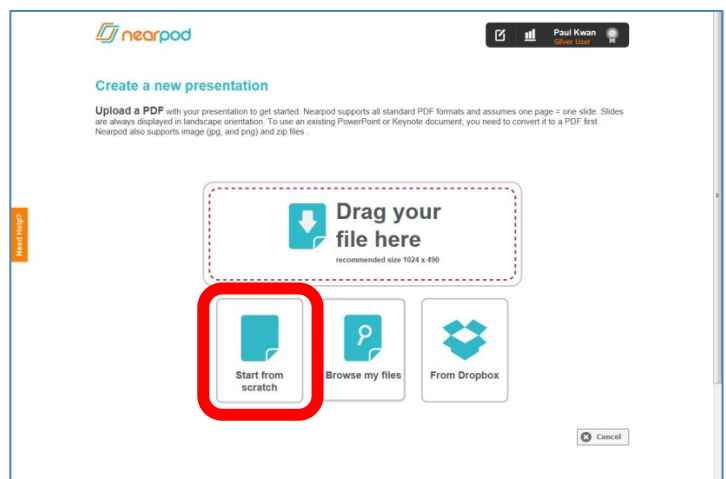 nearpod
Paul Kwan
Silver User
Create a new presentation
Upload a PDF with your presentation to get started. Nearpod supports all standard PDF formats and assumes one page = one slide. Slides
are always displayed in landscape orientation. To use an existing PowerPoint or Keynote document, you need to convert it to a PDF first.
Nearpod also supports image (jpg, and png) and zip files .
Need Help?
Drag your
file here
recommended size 1024 x 490
Start from
scratch
Browse my files
From Dropbox
Cancel